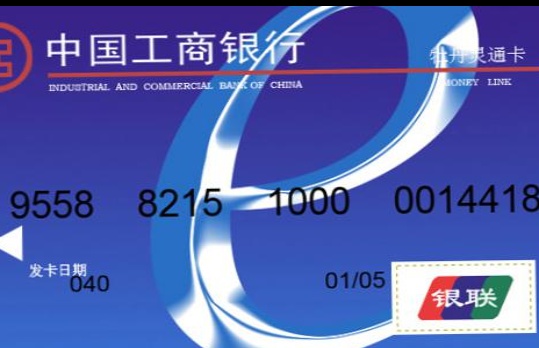 中国工商银行
INDUSTRIAL AND COMMERCIAL BANK OF CHINA
牡丹灵通卡
MONEY LINK
9558 8215 1000 0014418
发卡日期
040
01/05
银联